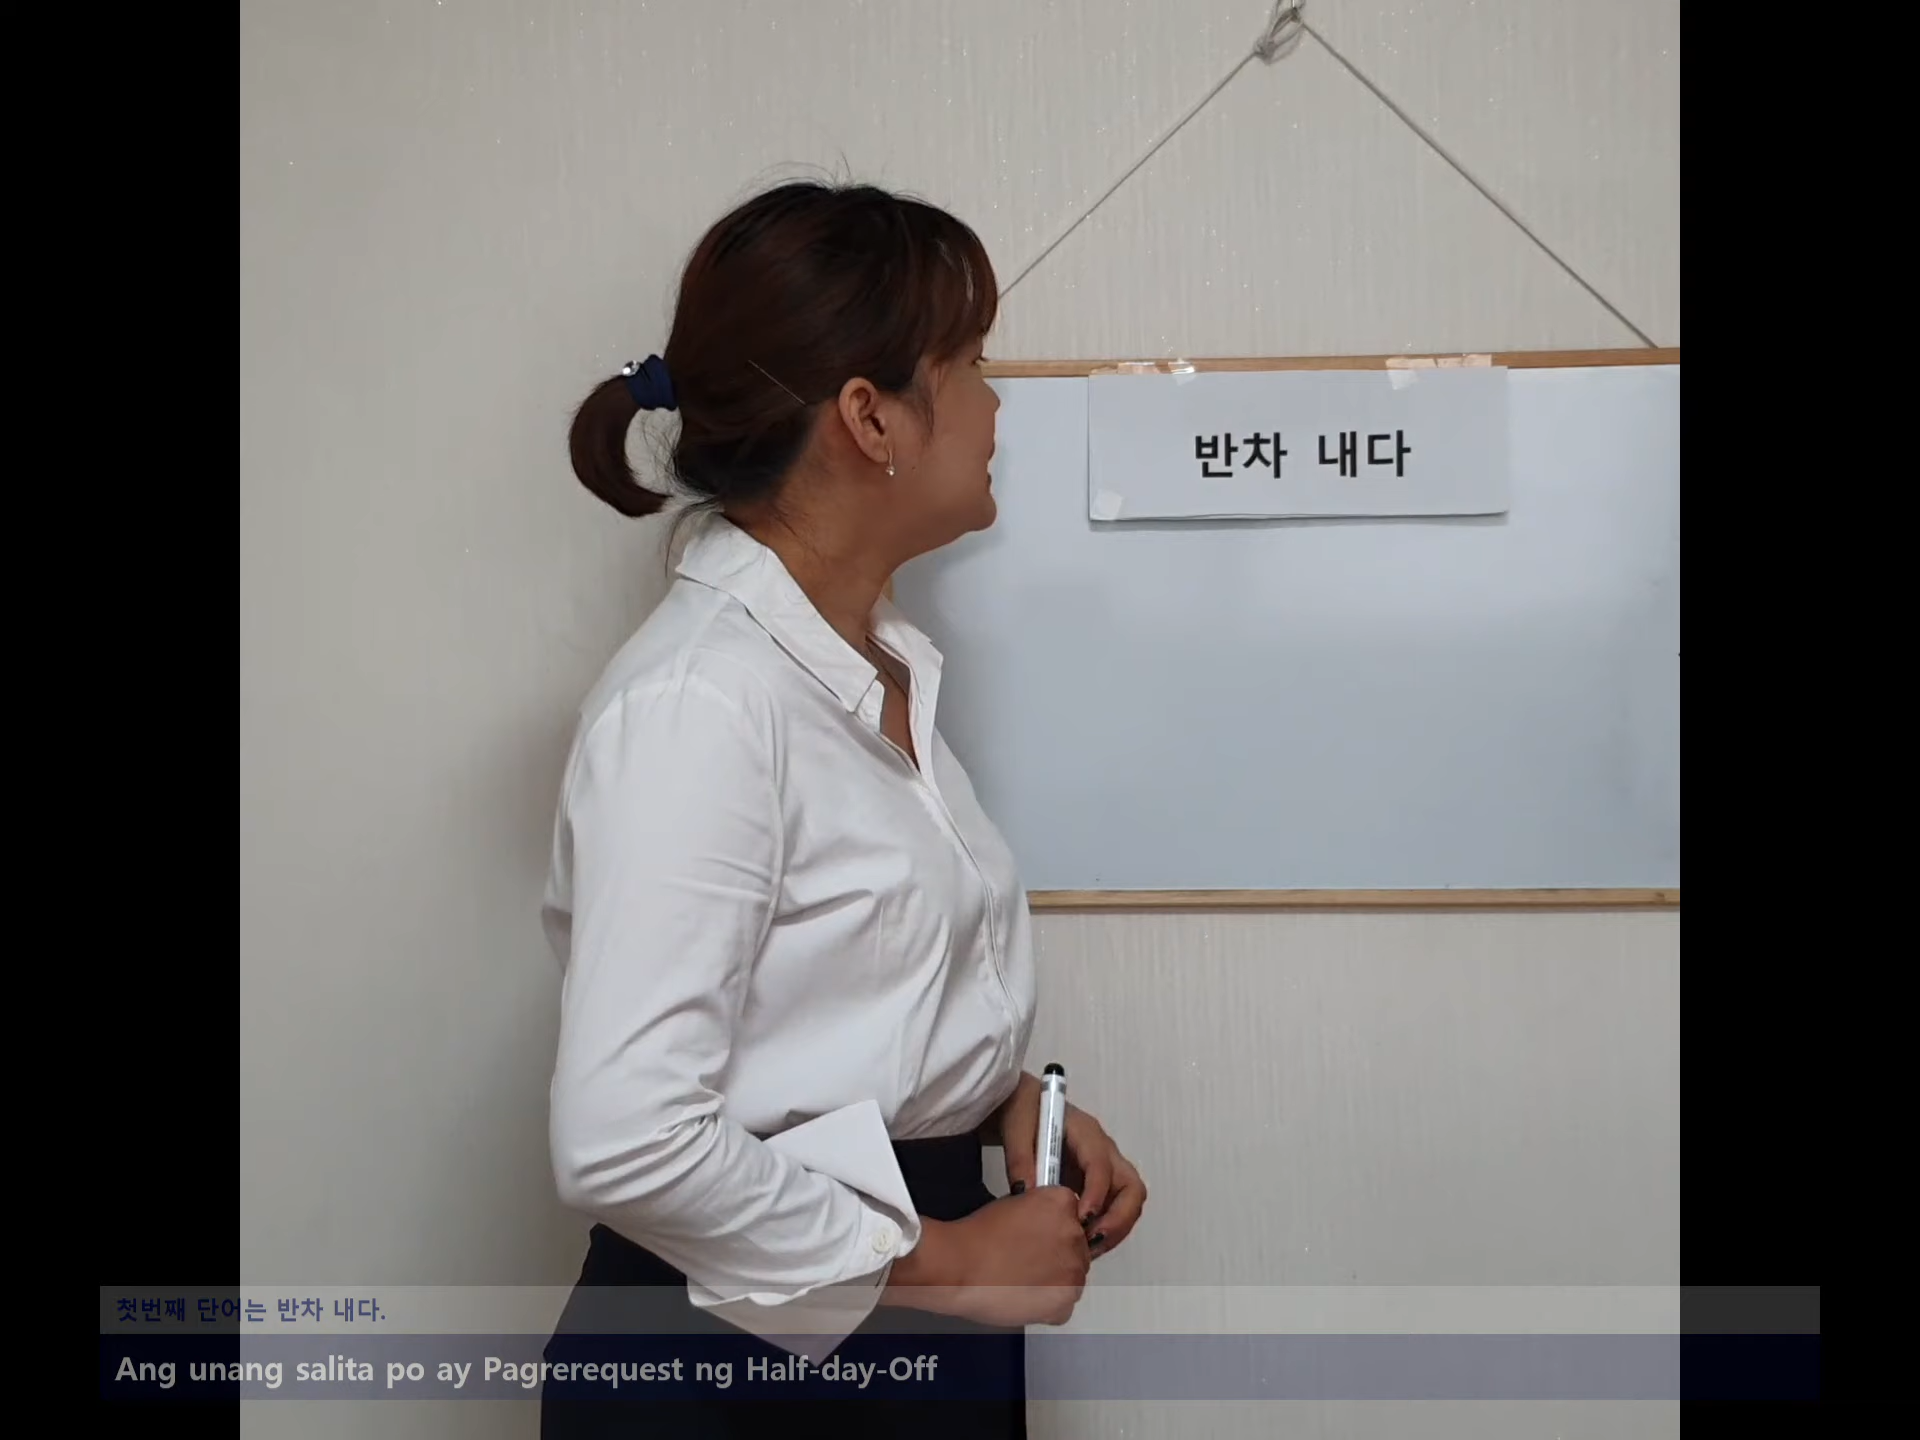 반차 내다
첫번째 단어는 반차 내다.
Ang unang salita po ay Pagrerequest ng Half-day-Off